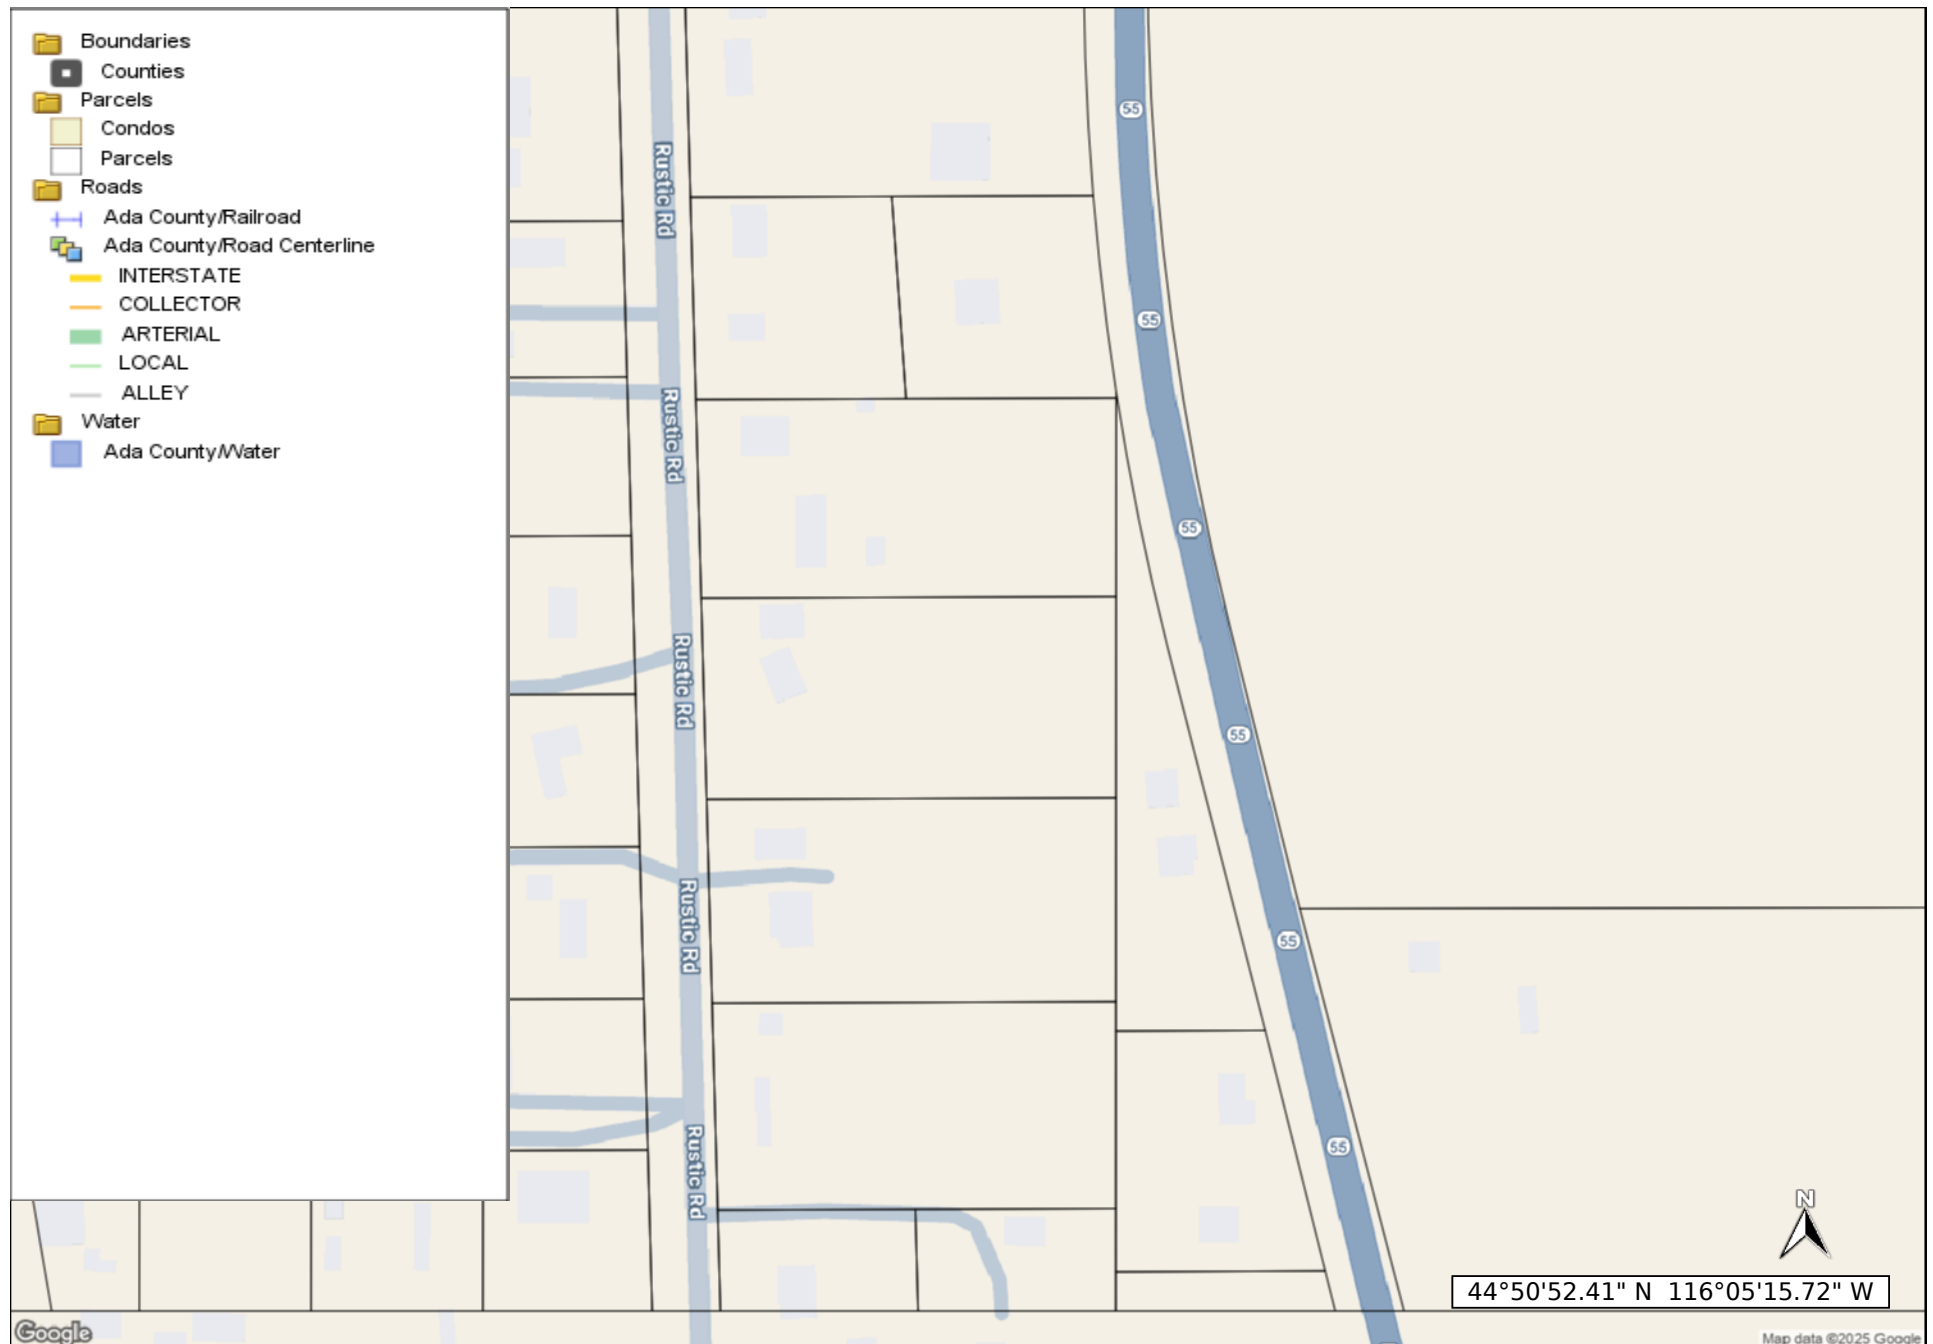 Boundaries
Counties
Parcels
Condos
Parcels
Roads
Ada County/Railroad
Ada County/Road Centerline
INTERSTATE
COLLECTOR
ARTERIAL
LOCAL
ALLEY
Water
Ada County/Water
55
Rustic Rd
55
Rustic Rd
55
Rustic Rd
55
Rustic Rd
55
55
Rustic Rd
N
44°50'52.41" N 116°05'15.72" W
Google
Map data ©2025 Google